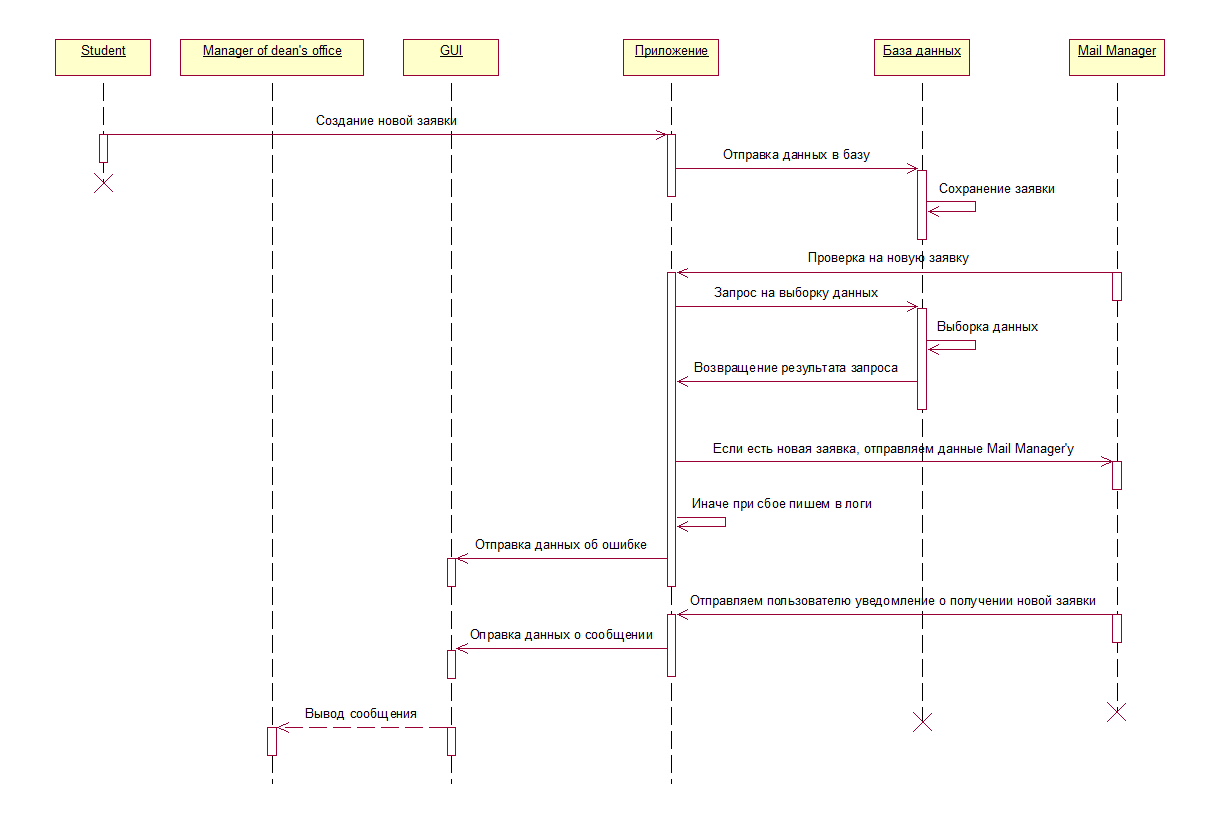 Student
Manager of dean's office
GUI
Приложение
База данных
Mail Manager
Создание новой заявки
Отправка данных в базу
Сохранение заявки
Проверка на новую заявку
Запрос на выборку данных
Выборка данных
Возвращение результата запроса
Если есть новая заявка, отправляем данные Mail Manager'у
Иначе при сбое пишем в логи
Отправка данных об ошибке
Отправляем пользователю уведомление о получении новой заявки
Оправка данных о сообщении
Вывод сообщения